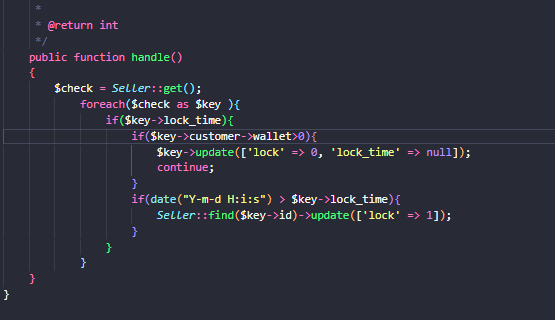 *
* @return int
*/
public function handle()
{
$check = Seller::get();
foreach($check as $key ){
if($key->lock_time){
if($key->customer->wallet>0){
$key->update(['lock' => 0, 'lock_time' => null]);
continue;
}
if(date("Y-m-d H:i:s") > $key->lock_time){
Seller::find($key->id)->update(['lock' => 1]);
}
}
}
}
}